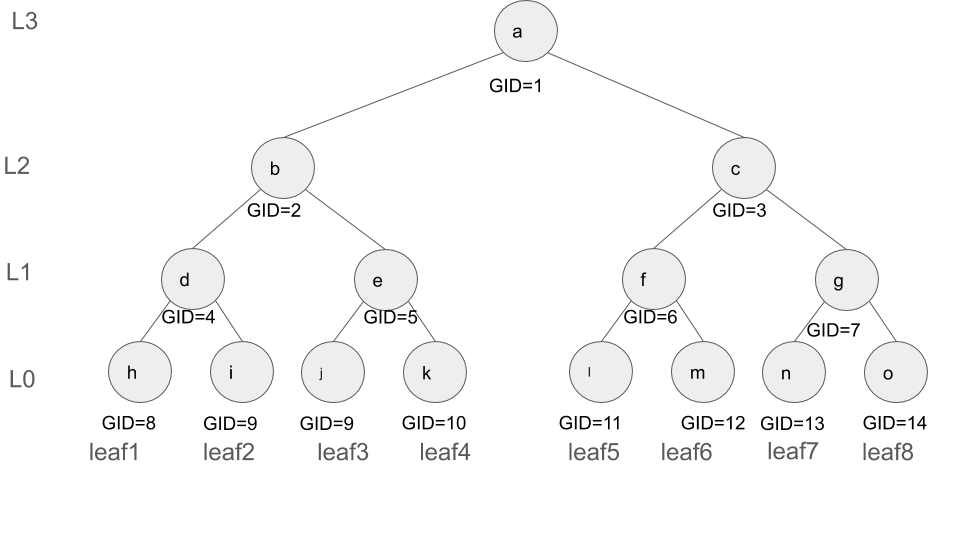 L3
a
GID=1
L2
b
c
GID=2
GID=3
L1
d
e
f
g
GID=4
GID=5
GID=6
GID=7
L0
h
i
j
k
l
m
n
o
GID=8
GID=9
GID=9
GID=10
GID=11
GID=12
GID=13
GID=14
leaf1
leaf2
leaf3
leaf4
leaf5
leaf6
leaf7
leaf8